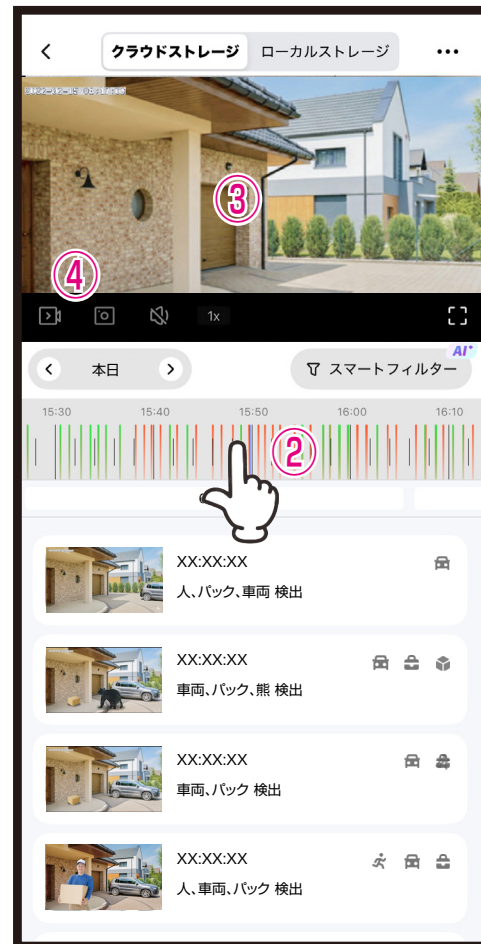 クラウドストレージ ローカルストレージ
③
④
1x
AI
本日 スマートフィルター
15:30 15:40 15:50 16:00 16:10
②
XX:XX:XX
人、パック、車両 検出
XX:XX:XX
車両、パック、熊 検出
XX:XX:XX
車両、パック 検出
XX:XX:XX
人、車両、パック 検出